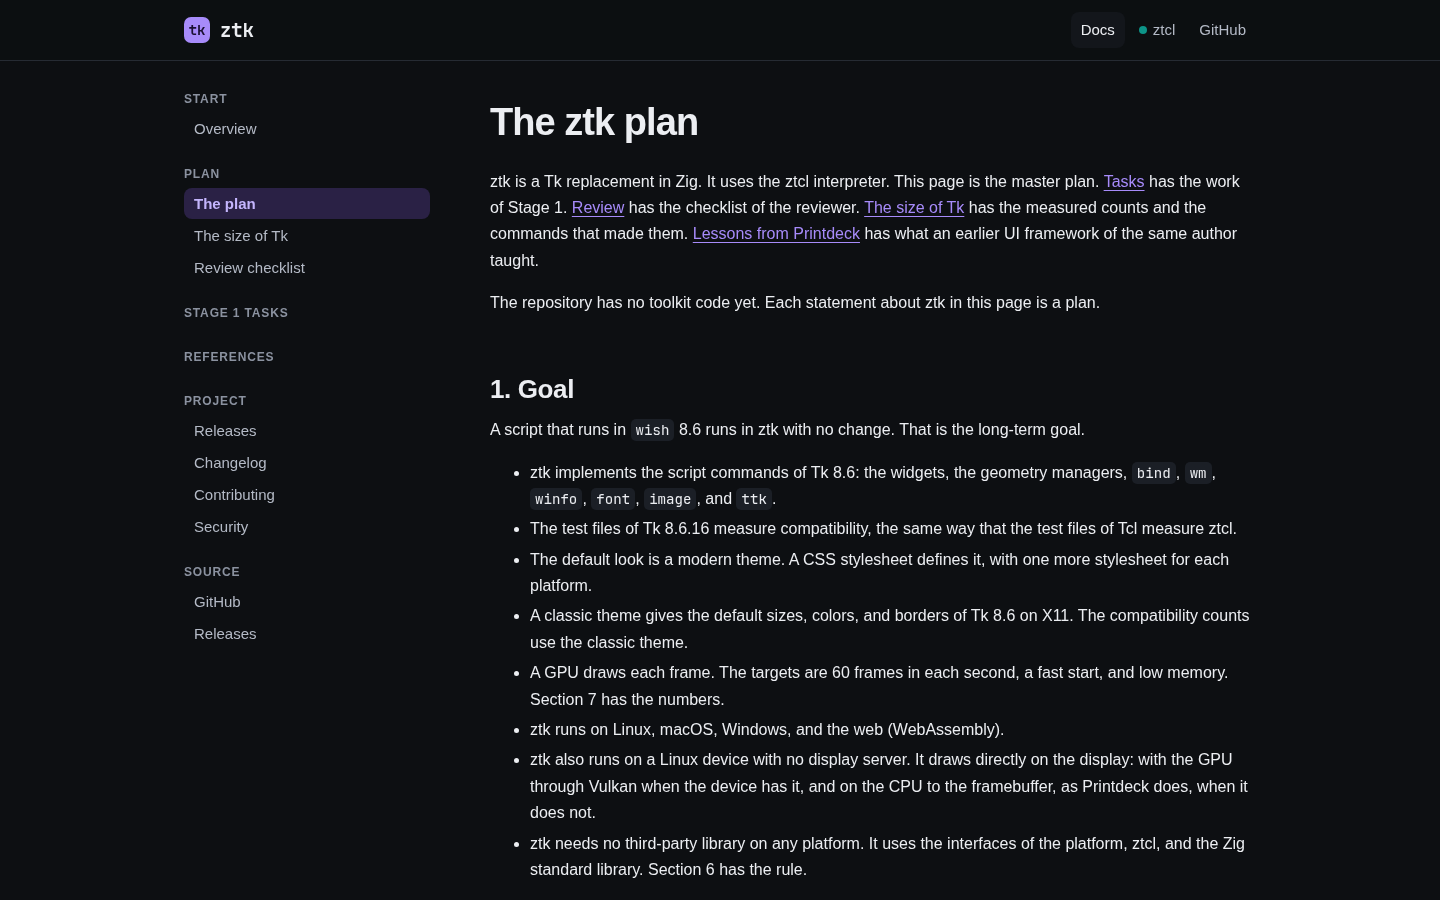 tk ztk
Docs ztcl GitHub
START
Overview
PLAN
The plan
The size of Tk
Review checklist
STAGE 1 TASKS
REFERENCES
PROJECT
Releases
Changelog
Contributing
Security
SOURCE
GitHub
Releases
The ztk plan
ztk is a Tk replacement in Zig. It uses the ztcl interpreter. This page is the master plan. Tasks has the work
of Stage 1. Review has the checklist of the reviewer. The size of Tk has the measured counts and the
commands that made them. Lessons from Printdeck has what an earlier UI framework of the same author
taught.
The repository has no toolkit code yet. Each statement about ztk in this page is a plan.
1. Goal
A script that runs in wish 8.6 runs in ztk with no change. That is the long-term goal.
• ztk implements the script commands of Tk 8.6: the widgets, the geometry managers, bind, wm,
winfo, font, image, and ttk.
• The test files of Tk 8.6.16 measure compatibility, the same way that the test files of Tcl measure ztcl.
• The default look is a modern theme. A CSS stylesheet defines it, with one more stylesheet for each
platform.
• A classic theme gives the default sizes, colors, and borders of Tk 8.6 on X11. The compatibility counts
use the classic theme.
• A GPU draws each frame. The targets are 60 frames in each second, a fast start, and low memory.
Section 7 has the numbers.
• ztk runs on Linux, macOS, Windows, and the web (WebAssembly).
• ztk also runs on a Linux device with no display server. It draws directly on the display: with the GPU
through Vulkan when the device has it, and on the CPU to the framebuffer, as Printdeck does, when it
does not.
• ztk needs no third-party library on any platform. It uses the interfaces of the platform, ztcl, and the Zig
standard library. Section 6 has the rule.